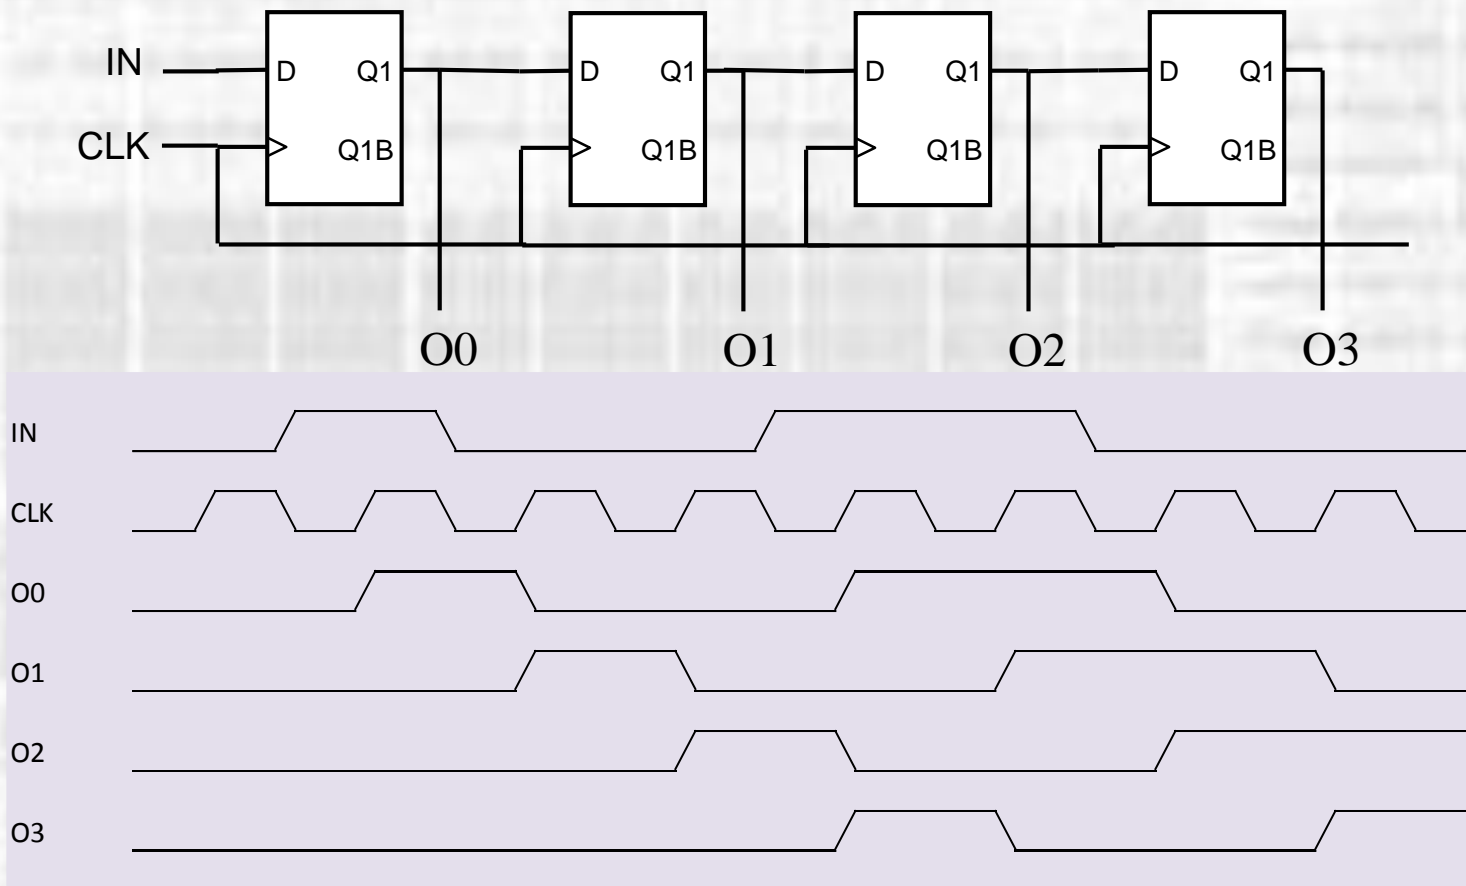 IN
D Q1 D Q1 D Q1 D Q1
CLK
Q1B Q1B Q1B Q1B
O0 O1 O2 O3
IN
CLK
O0
O1
O2
O3